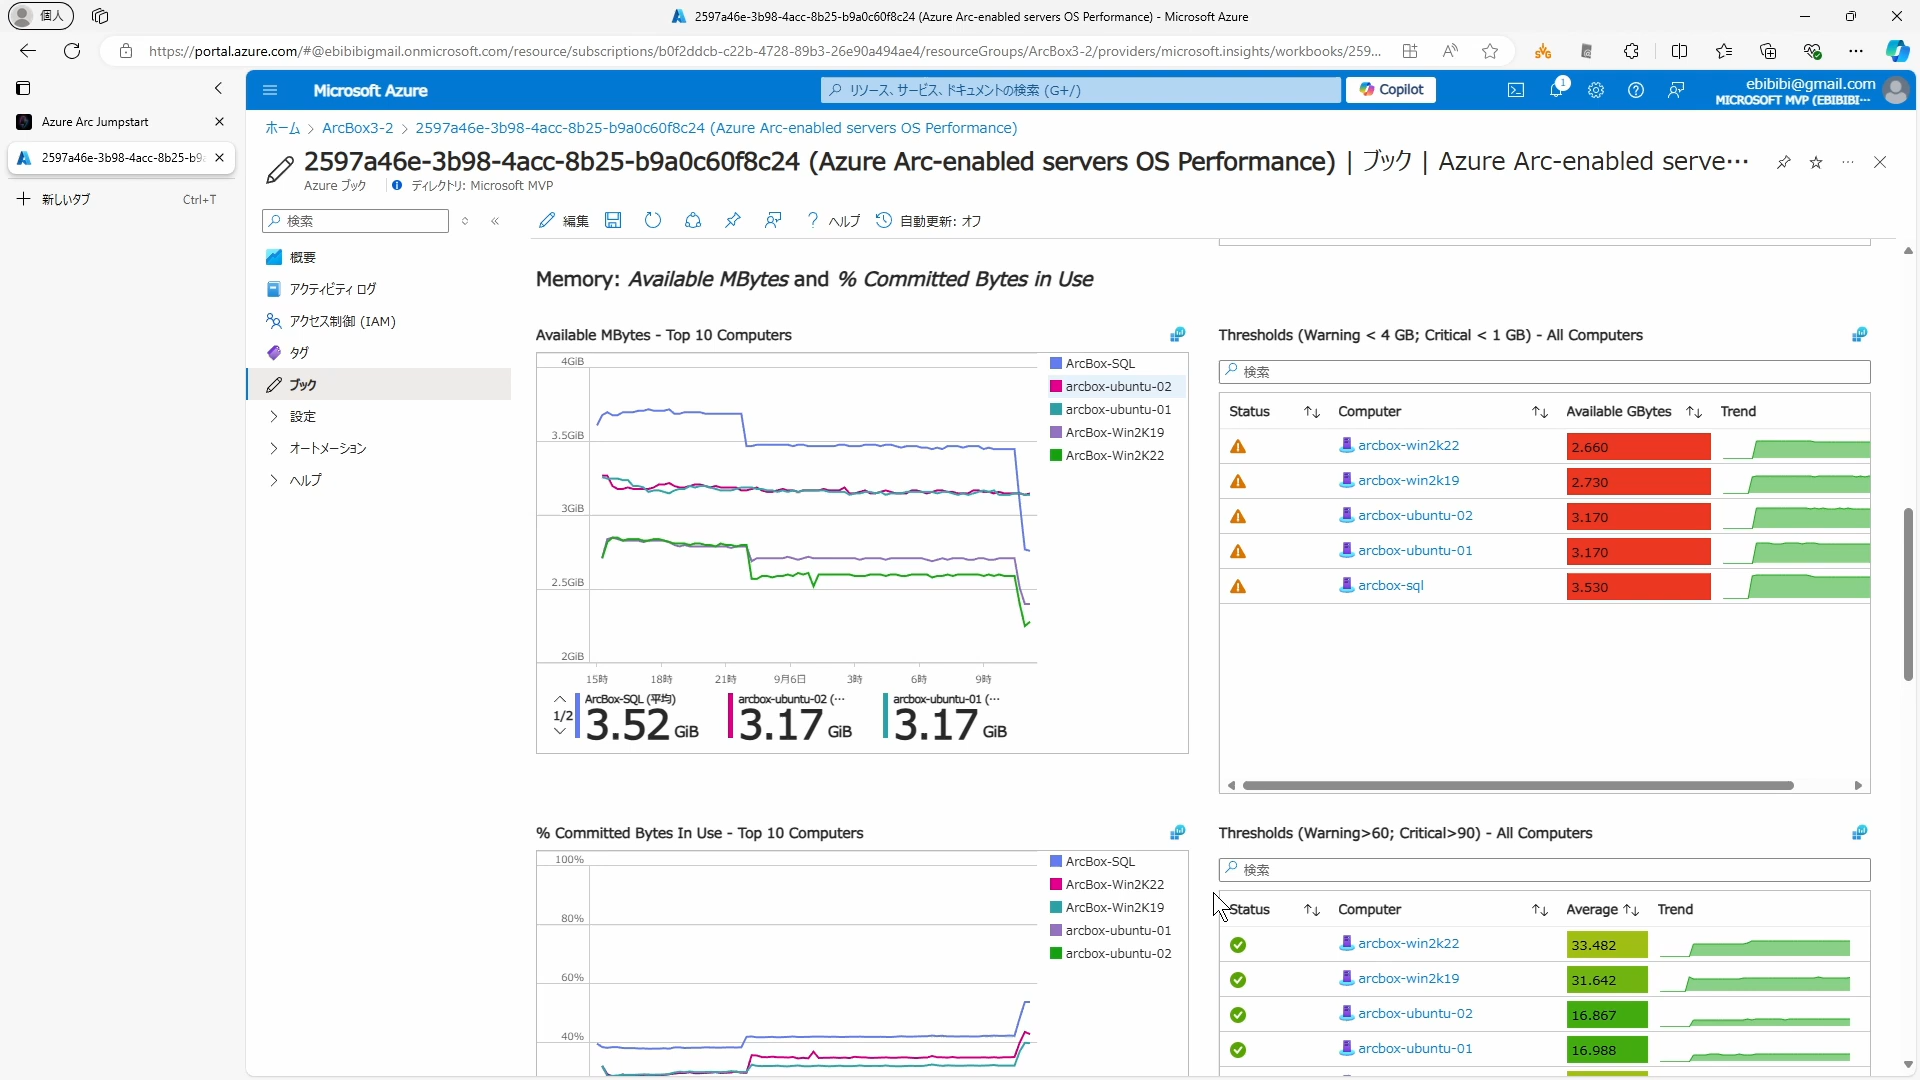 個人
2597a46e-3b98-4acc-8b25-b9a0c60f8c24 (Azure Arc-enabled servers OS Performance) - Microsoft Azure
https://portal.azure.com/#@ebibibigmail.onmicrosoft.com/resource/subscriptions/b0f2ddcb-c22b-4728-89b3-26e90a494ae4/resourceGroups/ArcBox3-2/providers/microsoft.insights/workbooks/259...
Azure Arc Jumpstart
2597a46e-3b98-4acc-8b25-b9
新しいタブ
Ctrl+T
Microsoft Azure
リソース、サービス、ドキュメントの検索 (G+/)
Copilot
1
ebibibi@gmail.com
MICROSOFT MVP (EBIBIBI…
ホーム > ArcBox3-2 > 2597a46e-3b98-4acc-8b25-b9a0c60f8c24 (Azure Arc-enabled servers OS Performance)
2597a46e-3b98-4acc-8b25-b9a0c60f8c24 (Azure Arc-enabled servers OS Performance) | ブック | Azure Arc-enabled serve…
Azure ブック
ディレクトリ: Microsoft MVP
検索
編集
ヘルプ
自動更新: オフ
概要
アクティビティ ログ
アクセス制御 (IAM)
タグ
ブック
設定
オートメーション
ヘルプ
Memory: Available MBytes and % Committed Bytes in Use
Available MBytes - Top 10 Computers
4GiB
3.5GiB
3GiB
2.5GiB
2GiB
15時 18時 21時 9月6日 3時 6時 9時
ArcBox-SQL
arcbox-ubuntu-02
arcbox-ubuntu-01
ArcBox-Win2K19
ArcBox-Win2K22
1/2
ArcBox-SQL (平均)
3.52 GiB
arcbox-ubuntu-02 (…
3.17 GiB
arcbox-ubuntu-01 (…
3.17 GiB
Thresholds (Warning < 4 GB; Critical < 1 GB) - All Computers
検索
Status Computer Available GBytes Trend
arcbox-win2k22 2.660
arcbox-win2k19 2.730
arcbox-ubuntu-02 3.170
arcbox-ubuntu-01 3.170
arcbox-sql 3.530
% Committed Bytes In Use - Top 10 Computers
100%
80%
60%
40%
ArcBox-SQL
ArcBox-Win2K22
ArcBox-Win2K19
arcbox-ubuntu-01
arcbox-ubuntu-02
Thresholds (Warning>60; Critical>90) - All Computers
検索
Status Computer Average Trend
arcbox-win2k22 33.482
arcbox-win2k19 31.642
arcbox-ubuntu-02 16.867
arcbox-ubuntu-01 16.988